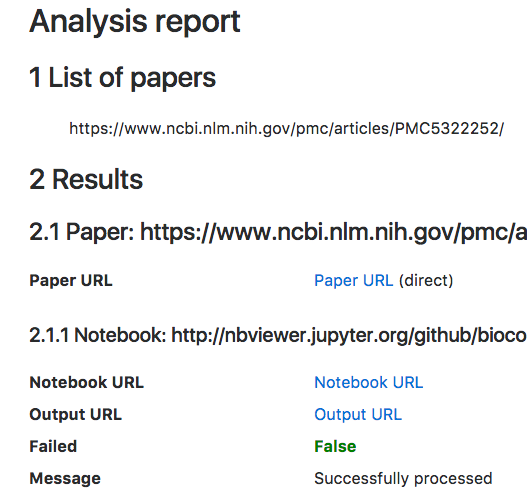 Analysis report
1 List of papers
https://www.ncbi.nlm.nih.gov/pmc/articles/PMC5322252/
2 Results
2.1 Paper: https://www.ncbi.nlm.nih.gov/pmc/a
Paper URL Paper URL (direct)
2.1.1 Notebook: http://nbviewer.jupyter.org/github/bioco
Notebook URL Notebook URL
Output URL Output URL
Failed False
Message Successfully processed